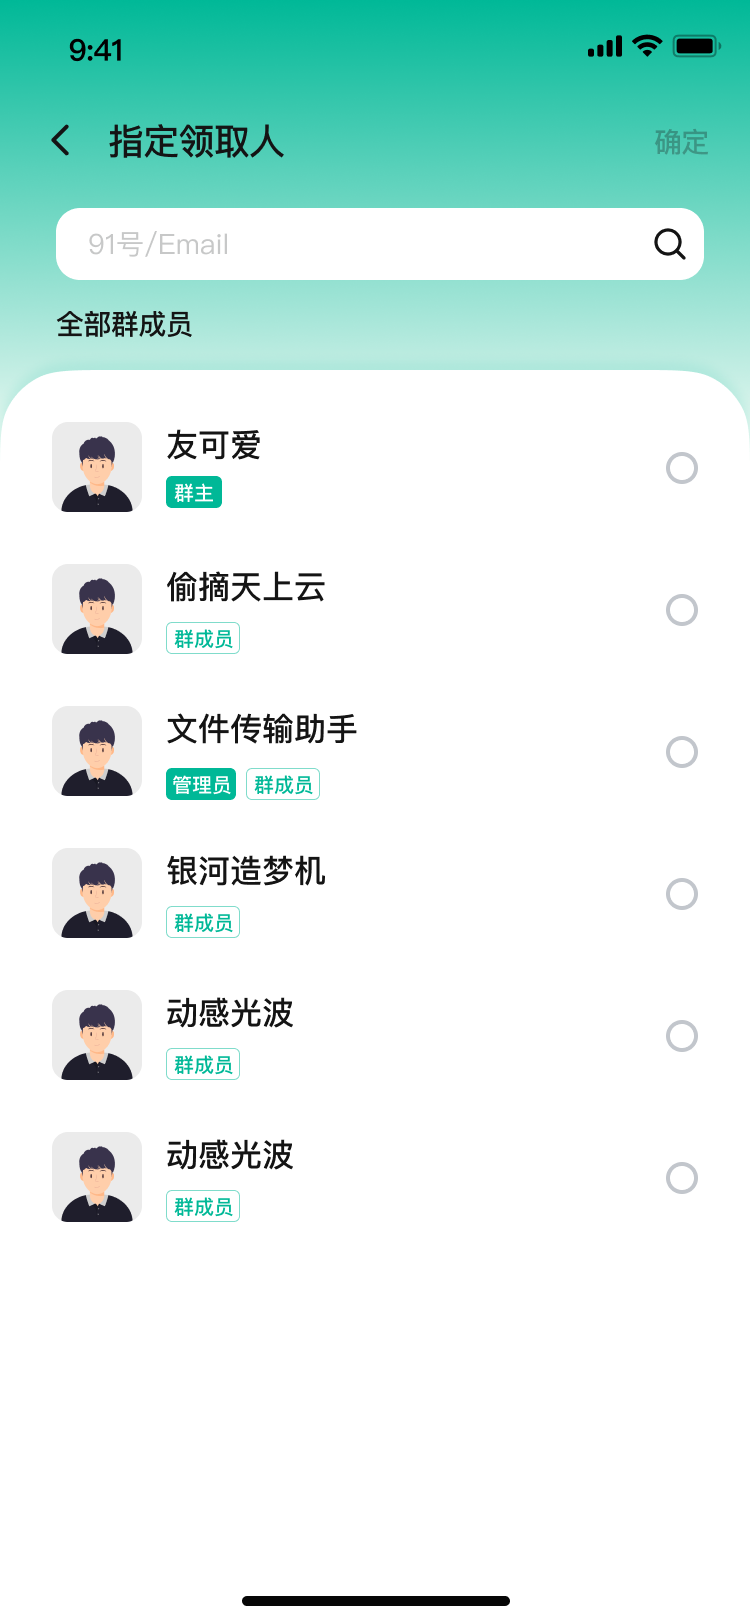 9:41
指定领取人 确定
91号/Email
全部群成员
友可爱
群主
偷摘天上云
群成员
文件传输助手
管理员 群成员
银河造梦机
群成员
动感光波
群成员
动感光波
群成员